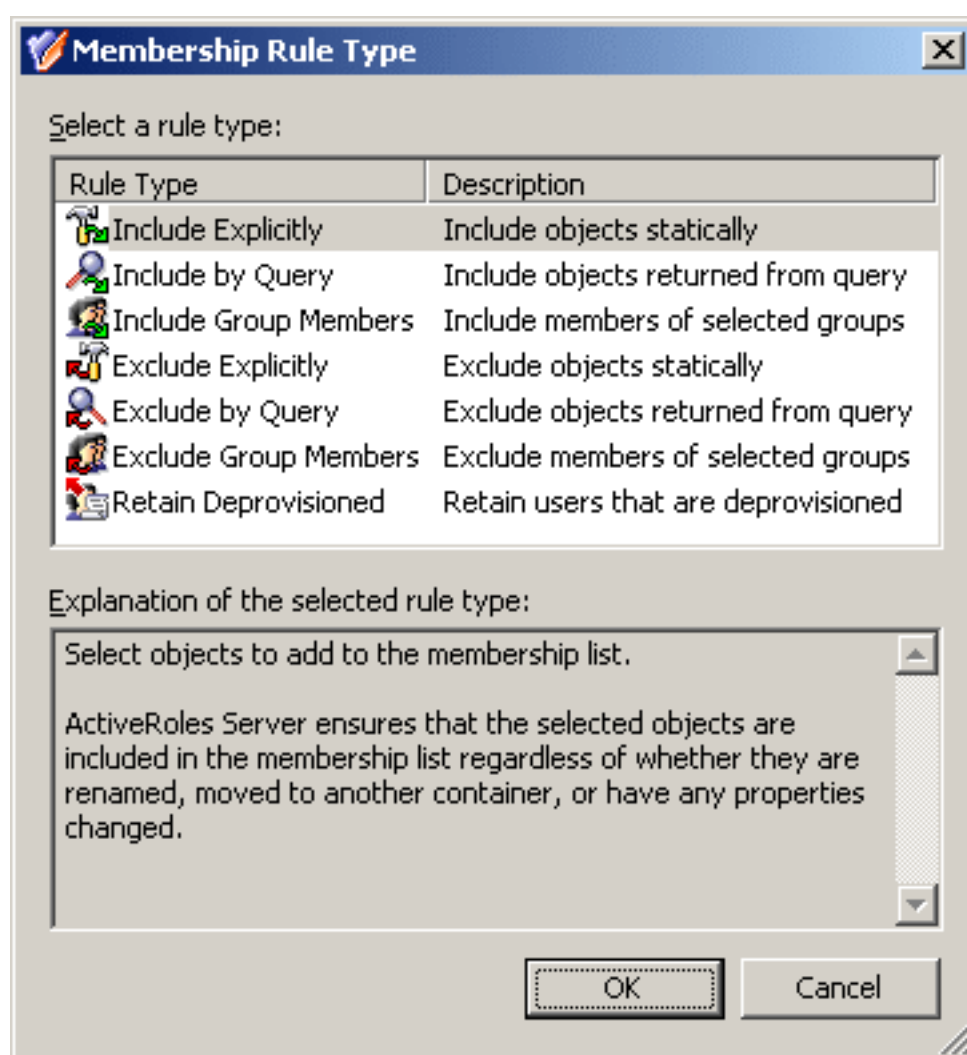 Membership Rule Type
Select a rule type:
Rule Type Description
Include Explicitly Include objects statically
Include by Query Include objects returned from query
Include Group Members Include members of selected groups
Exclude Explicitly Exclude objects statically
Exclude by Query Exclude objects returned from query
Exclude Group Members Exclude members of selected groups
Retain Deprovisioned Retain users that are deprovisioned
Explanation of the selected rule type:
Select objects to add to the membership list.
ActiveRoles Server ensures that the selected objects are
included in the membership list regardless of whether they are
renamed, moved to another container, or have any properties
changed.
OK Cancel